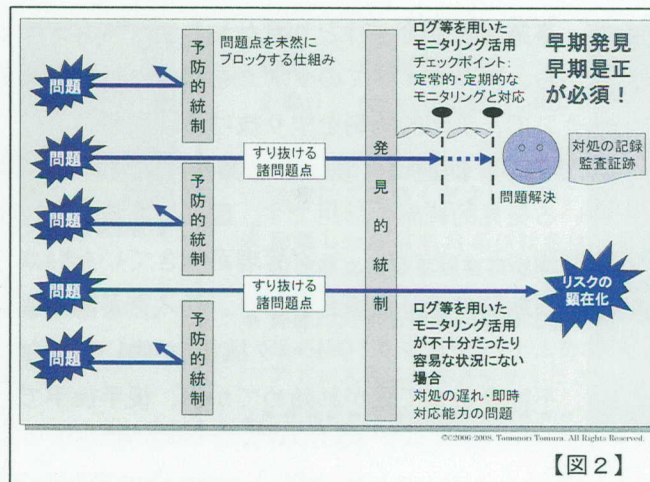 問題
予防的統制
問題点を未然に
ブロックする仕組み
ログ等を用いた
モニタリング活用
チェックポイント:
定常的・定期的な
モニタリングと対応
早期発見
早期是正
が必須!
問題
すり抜ける
諸問題点
発見的統制
問題解決
対処の記録
監査証跡
問題
予防的統制
問題
すり抜ける
諸問題点
リスクの
顕在化
問題
予防的統制
ログ等を用いた
モニタリング活用
が不十分だったり
容易な状況にない
場合
対処の遅れ・即時
対応能力の問題
©2006-2008. Tomonori Tomura. All Rights Reserved.
【図2】